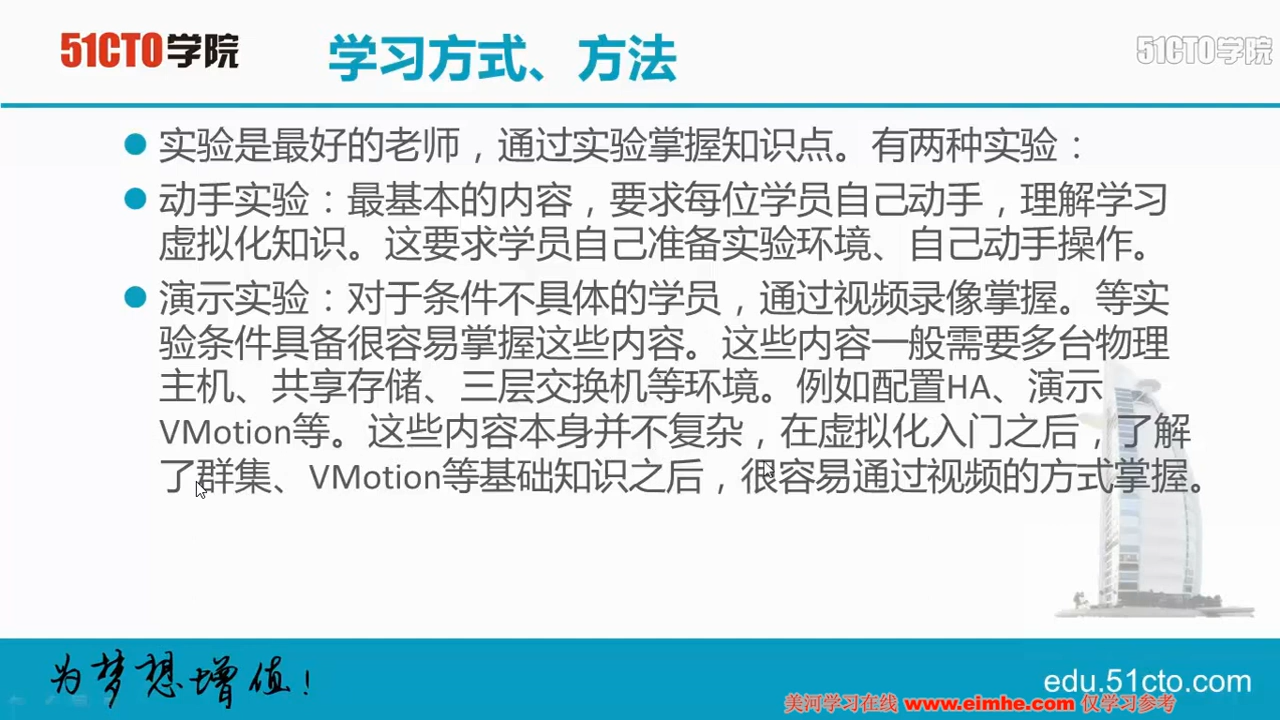 51CTO学院
学习方式、方法
51CTO学院
实验是最好的老师，通过实验掌握知识点。有两种实验：
动手实验：最基本的内容，要求每位学员自己动手，理解学习
虚拟化知识。这要求学员自己准备实验环境、自己动手操作。
演示实验：对于条件不具体的学员，通过视频录像掌握。等实
验条件具备很容易掌握这些内容。这些内容一般需要多台物理
主机、共享存储、三层交换机等环境。例如配置HA、演示
VMotion等。这些内容本身并不复杂，在虚拟化入门之后，了解
了群集、VMotion等基础知识之后，很容易通过视频的方式掌握。
为梦想增值！
edu.51cto.com
美河学习在线 www.eimhe.com 仅学习参考